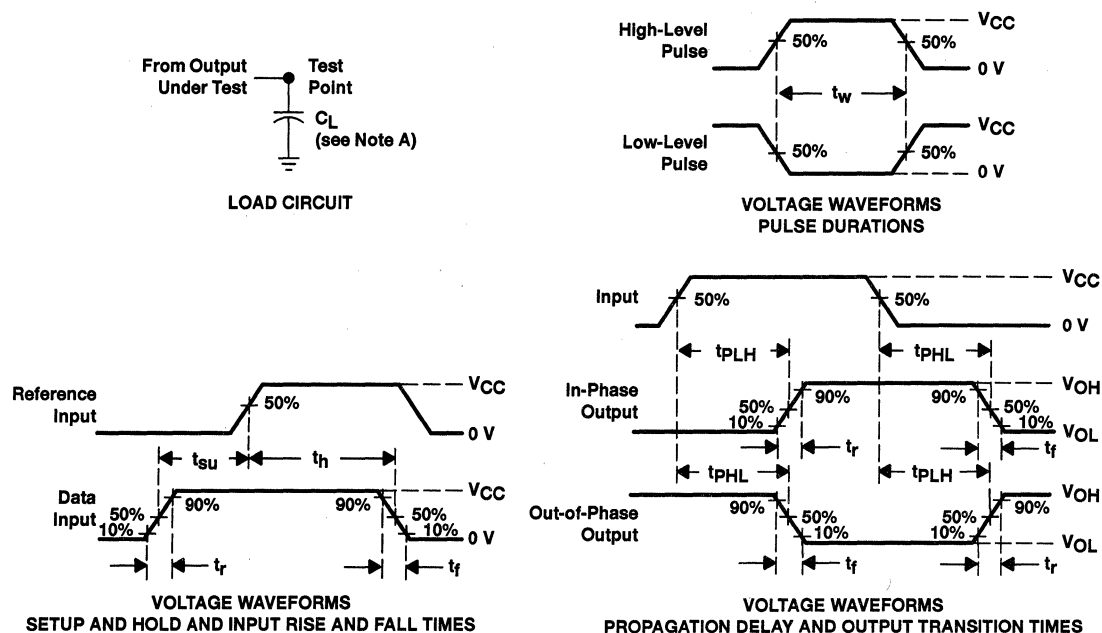 From Output
Under Test
Test
Point
CL
(see Note A)
LOAD CIRCUIT
High-Level
Pulse
50%
50%
VCC
0 V
tw
Low-Level
Pulse
50%
50%
VCC
0 V
VOLTAGE WAVEFORMS
PULSE DURATIONS
Reference
Input
50%
VCC
0 V
tsu
th
Data
Input
50%
10%
90%
90%
50%
10%
VCC
0 V
tr
tf
VOLTAGE WAVEFORMS
SETUP AND HOLD AND INPUT RISE AND FALL TIMES
Input
50%
50%
VCC
0 V
tPLH
tPHL
In-Phase
Output
50%
10%
90%
90%
50%
10%
VOH
VOL
tr
tf
tPHL
tPLH
Out-of-Phase
Output
90%
50%
10%
50%
10%
90%
VOH
VOL
tf
tr
VOLTAGE WAVEFORMS
PROPAGATION DELAY AND OUTPUT TRANSITION TIMES